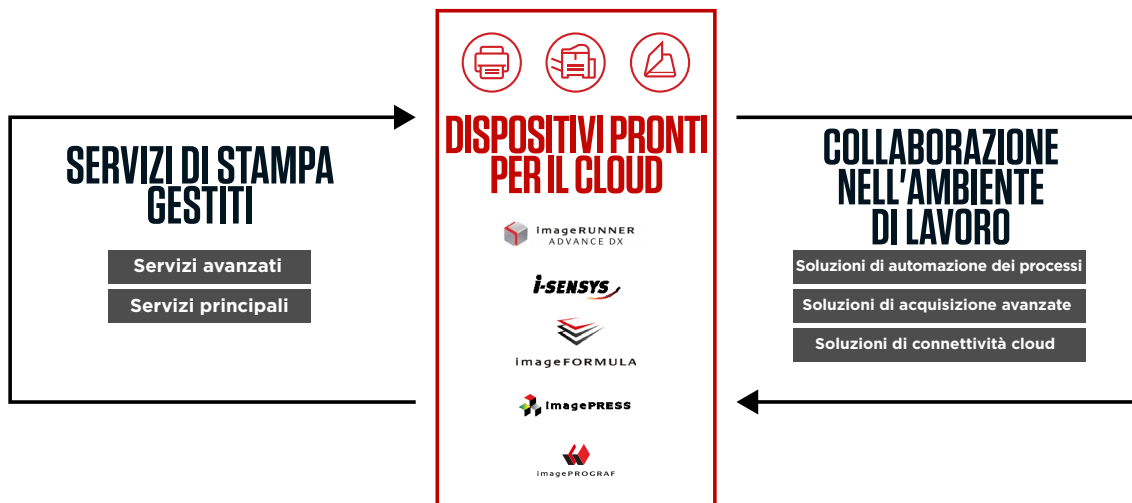 SERVIZI DI STAMPA
GESTITI
Servizi avanzati
Servizi principali
DISPOSITIVI PRONTI
PER IL CLOUD
imageRUNNER
ADVANCE DX
i-SENSYS
imageFORMULA
imagePRESS
imagePROGRAF
COLLABORAZIONE
NELL'AMBIENTE
DI LAVORO
Soluzioni di automazione dei processi
Soluzioni di acquisizione avanzate
Soluzioni di connettività cloud